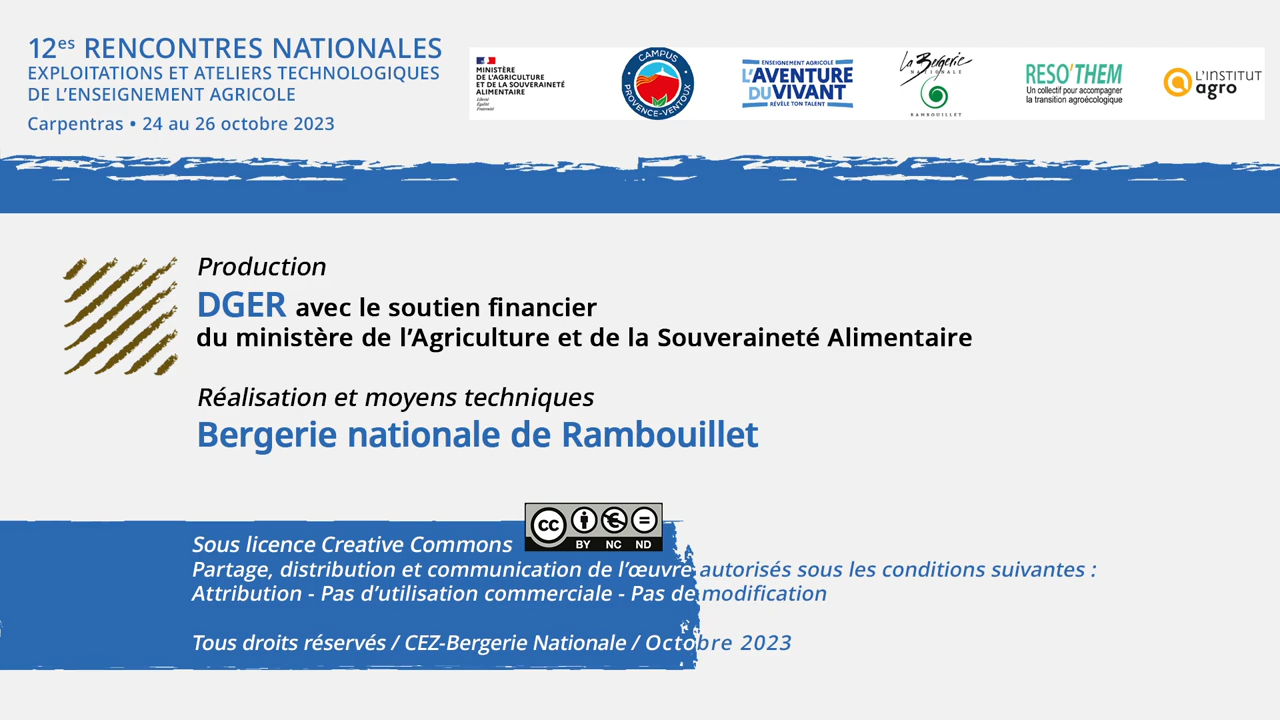 12es RENCONTRES NATIONALES
EXPLOITATIONS ET ATELIERS TECHNOLOGIQUES
DE L'ENSEIGNEMENT AGRICOLE
Carpentras • 24 au 26 octobre 2023
MINISTÈRE
DE L'AGRICULTURE
ET DE LA SOUVERAINETÉ
ALIMENTAIRE
Liberté
Égalité
Fraternité
CAMPUS
PROVENCE-VENTOUX
ENSEIGNEMENT AGRICOLE
L'AVENTURE
DU VIVANT
RÉVÈLE TON TALENT
La Bergerie
NATIONALE
RAMBOUILLET
RESO'THEM
Un collectif pour accompagner
la transition agroécologique
L'INSTITUT
agro
Production
DGER avec le soutien financier
du ministère de l'Agriculture et de la Souveraineté Alimentaire
Réalisation et moyens techniques
Bergerie nationale de Rambouillet
cc
BY NC ND
Sous licence Creative Commons
Partage, distribution et communication de l'œuvre autorisés sous les conditions suivantes :
Attribution - Pas d'utilisation commerciale - Pas de modification
Tous droits réservés / CEZ-Bergerie Nationale / Octobre 2023